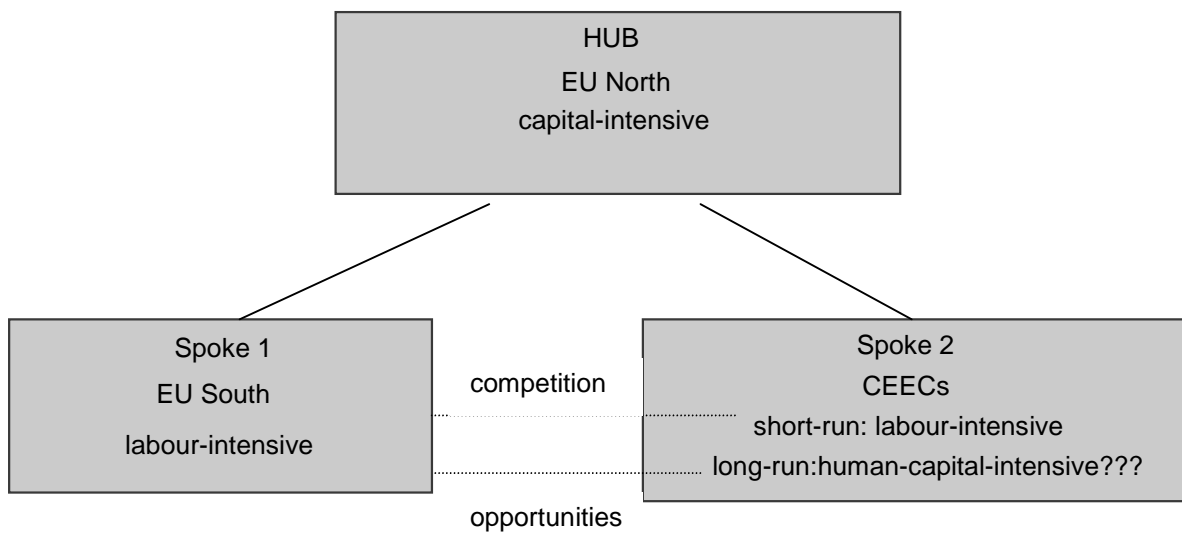 HUB
EU North
capital-intensive
Spoke 1
EU South
labour-intensive
competition
opportunities
Spoke 2
CEECs
short-run: labour-intensive
long-run:human-capital-intensive???